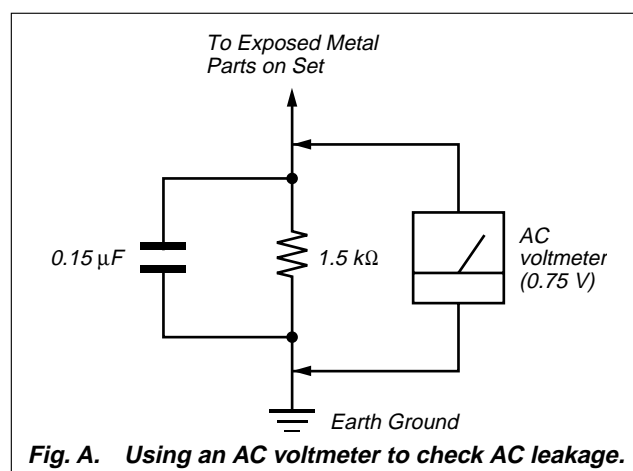 To Exposed Metal
Parts on Set
0.15 µF
1.5 kΩ
AC
voltmeter
(0.75 V)
Earth Ground
Fig. A. Using an AC voltmeter to check AC leakage.